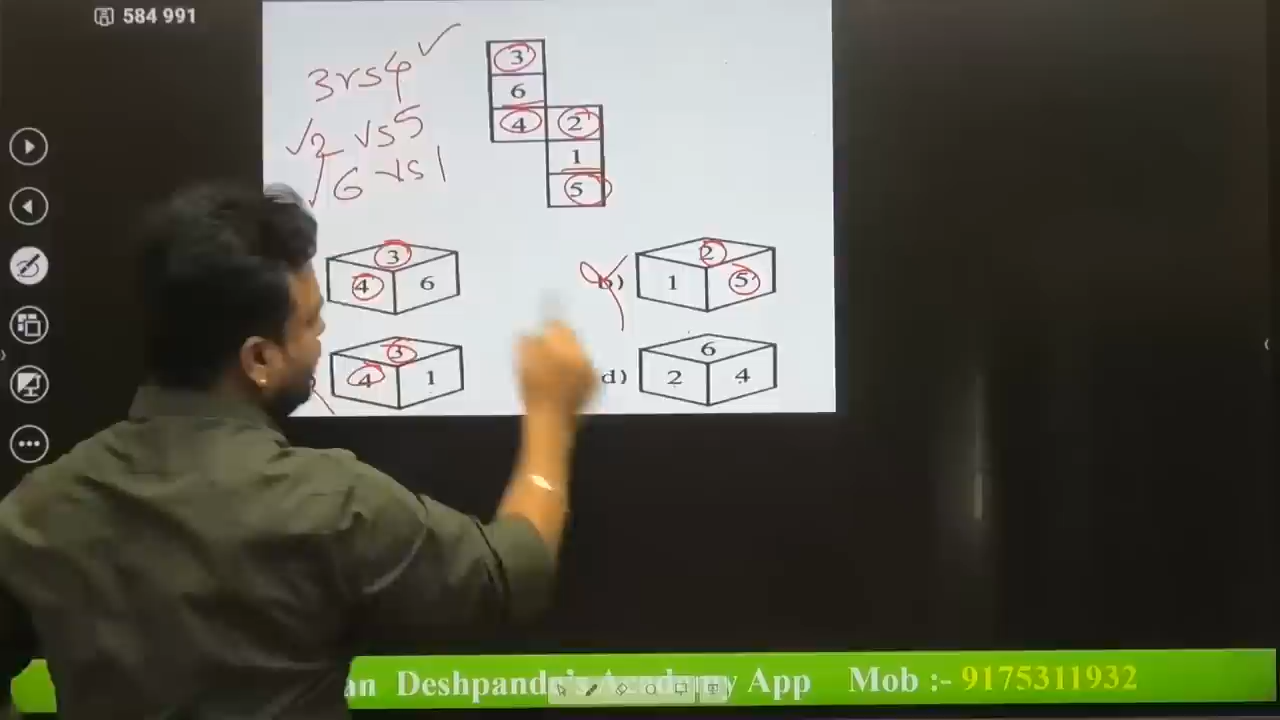 584 991
3 vs 4 ✓
✓2 vs 5
✓6 vs 1
3
6
4 2
1
5
3
4 6
b) 2
1 5
3
4 1
d) 6
2 4
an Deshpande's Academy App Mob :- 9175311932